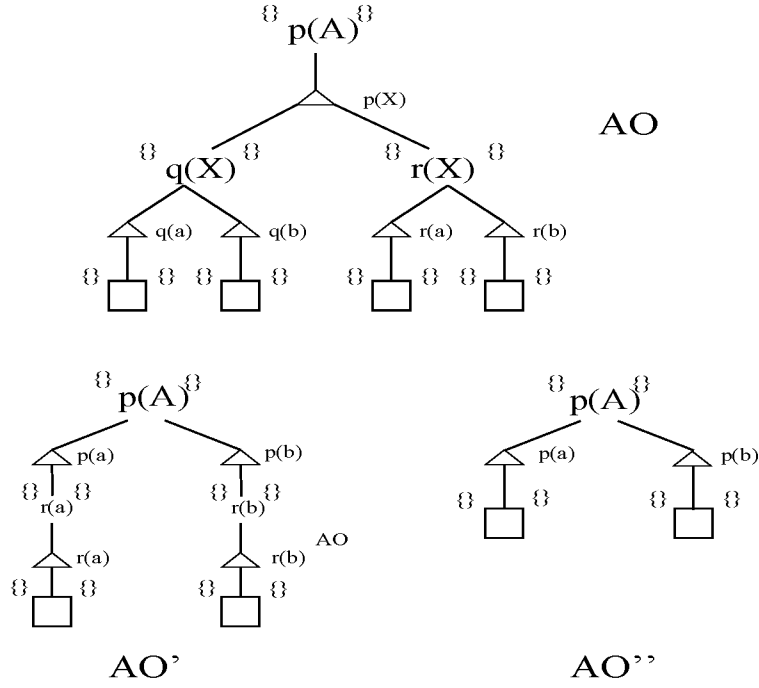 {} p(A) {}
p(X)
AO
{} q(X) {} {} r(X) {}
q(a) q(b) r(a) r(b)
{} {} {} {} {} {} {} {}
{} p(A) {}
p(a) p(b)
{} {} {} {}
r(a) r(b)
AO
r(a) r(b)
{} {} {} {}
AO'
{} p(A) {}
p(a) p(b)
{} {} {} {}
AO''